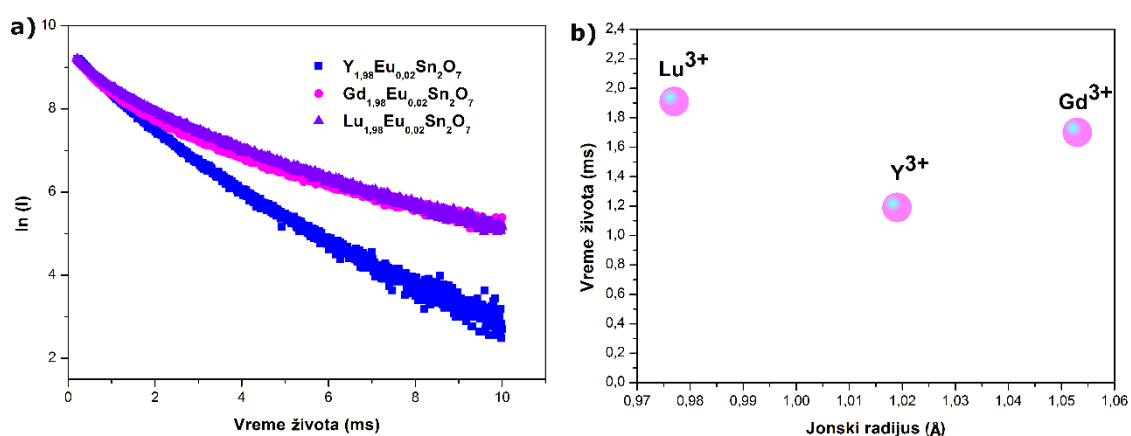 a)
10
8
6
4
2
ln (I)
Y1,98Eu0,02Sn2O7
Gd1,98Eu0,02Sn2O7
Lu1,98Eu0,02Sn2O7
0 2 4 6 8 10
Vreme života (ms)
b)
2,4
2,2
2,0
1,8
1,6
1,4
1,2
1,0
0,8
0,6
0,4
0,2
0,0
Vreme života (ms)
Lu3+
Gd3+
Y3+
0,97 0,98 0,99 1,00 1,01 1,02 1,03 1,04 1,05 1,06
Jonski radijus (Å)